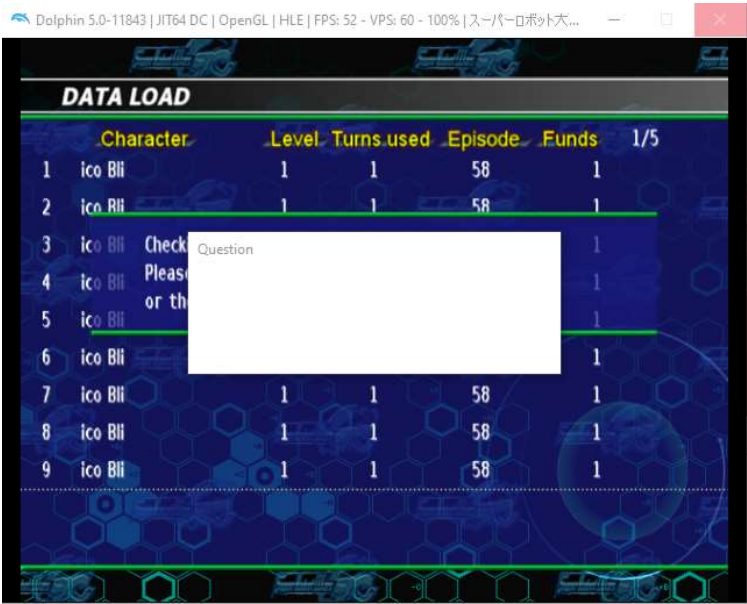 Dolphin 5.0-11843 | JIT64 DC | OpenGL | HLE | FPS: 52 - VPS: 60 - 100% | スーパーロボット大...
DATA LOAD
Character Level Turns used Episode Funds 1/5
1 ico Bli 1 1 58 1
2 ico Bli 1 1 58 1
3 ico Bli 1
4 ico Bli 1
5 ico Bli 1
6 ico Bli 1
7 ico Bli 1 1 58 1
8 ico Bli 1 1 58 1
9 ico Bli 1 1 58 1
Check
Pleas
or th
Question